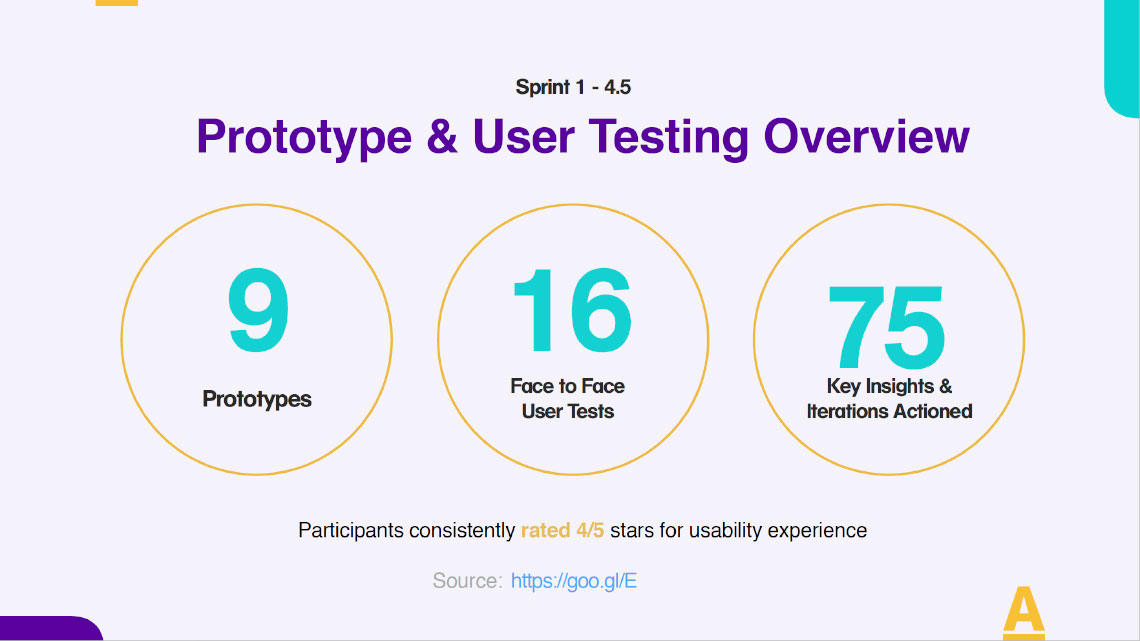 Sprint 1 - 4.5
Prototype & User Testing Overview
9
Prototypes
16
Face to Face
User Tests
75
Key Insights &
Iterations Actioned
Participants consistently rated 4/5 stars for usability experience
Source: https://goo.gl/E
A